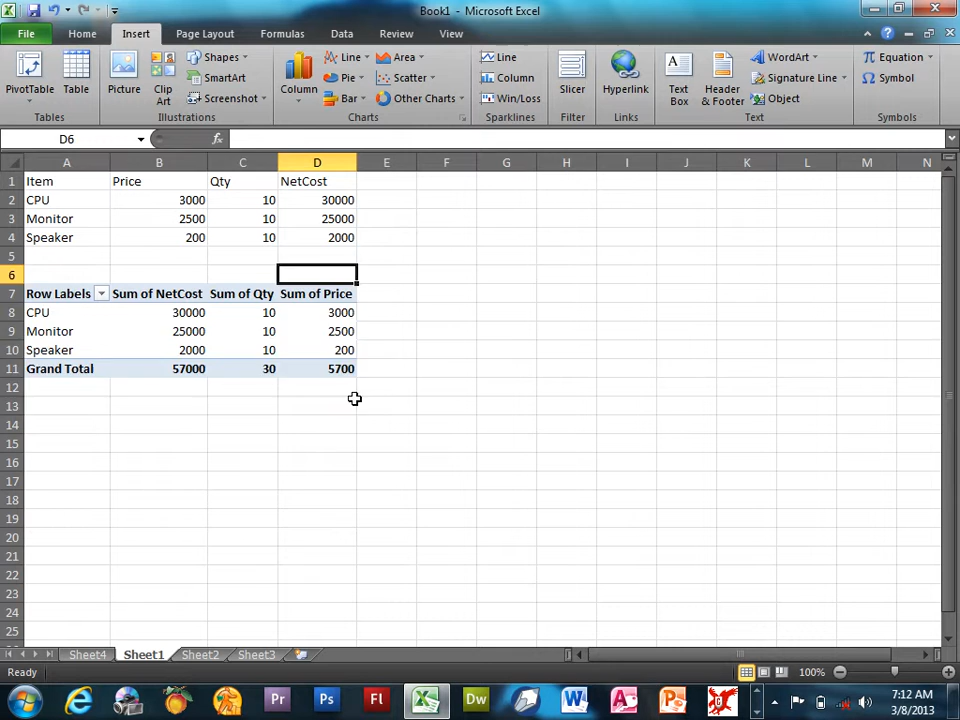 Book1 - Microsoft Excel
File Home Insert Page Layout Formulas Data Review View
PivotTable Table Picture Clip Art Shapes SmartArt Screenshot Column Line Pie Bar Area Scatter Other Charts Line Column Win/Loss Slicer Hyperlink Text Box Header & Footer WordArt Signature Line Object Equation Symbol
Tables Illustrations Charts Sparklines Filter Links Text Symbols
D6 fx
A B C D E F G H I J K L M N
1 Item Price Qty NetCost
2 CPU 3000 10 30000
3 Monitor 2500 10 25000
4 Speaker 200 10 2000
5
6
7 Row Labels Sum of NetCost Sum of Qty Sum of Price
8 CPU 30000 10 3000
9 Monitor 25000 10 2500
10 Speaker 2000 10 200
11 Grand Total 57000 30 5700
12
13
14
15
16
17
18
19
20
21
22
23
24
25
Sheet4 Sheet1 Sheet2 Sheet3
Ready 100%
Pr Ps Fl Dw W A P
7:12 AM
3/8/2013